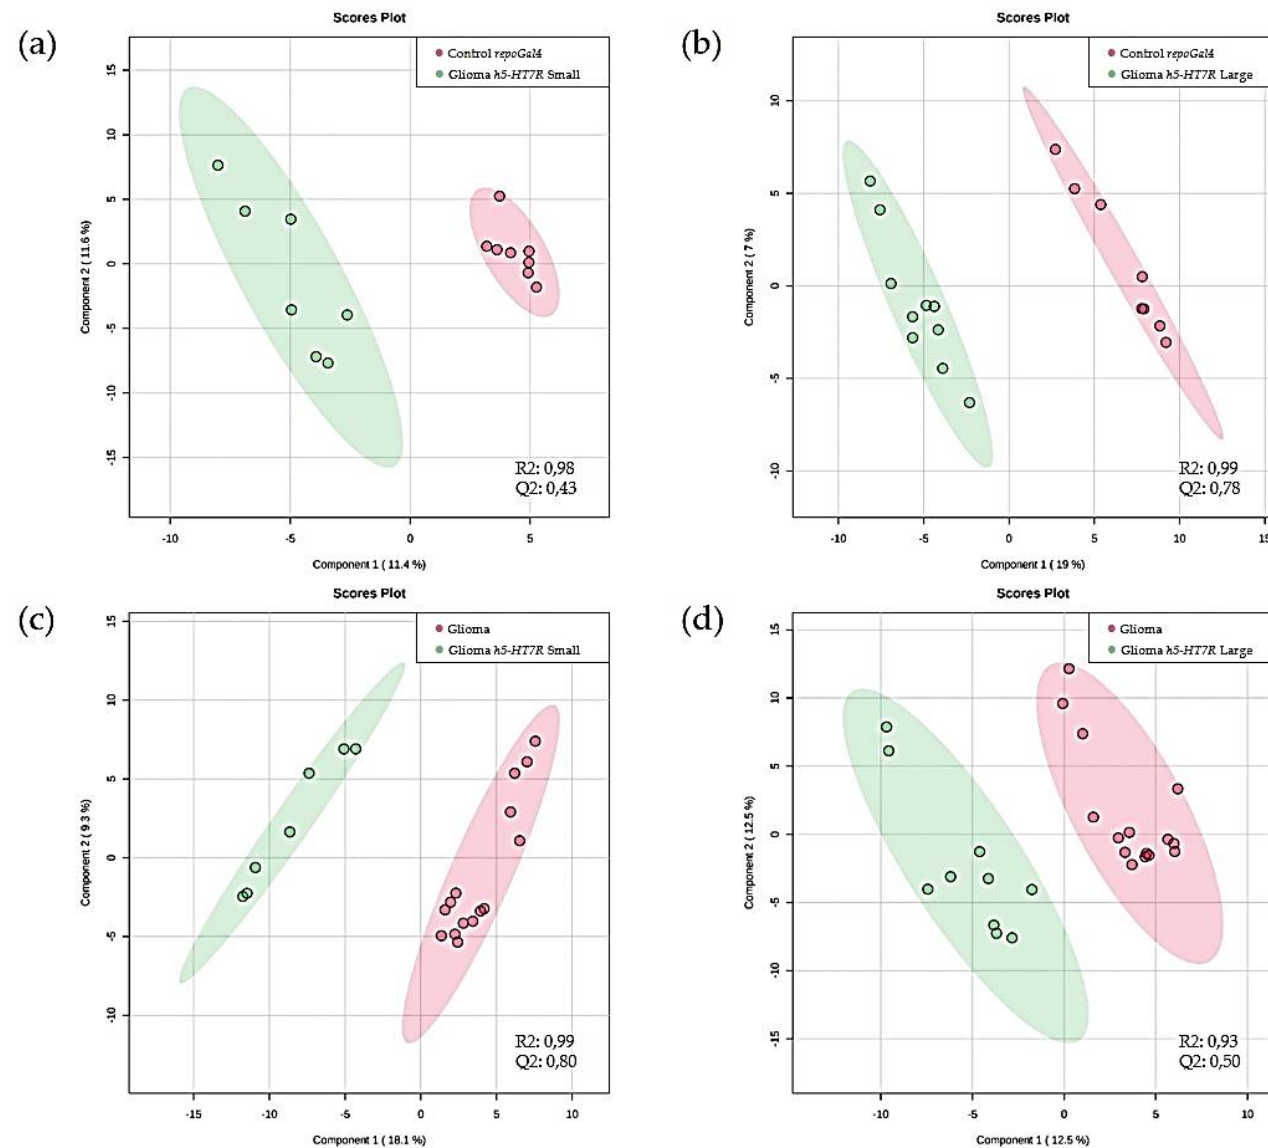 (a)
Scores Plot
Control repoGal4
Glioma h5-HT7R Small
15
10
5
0
-5
-10
-15
Component 2 ( 11.6 %)
R2: 0,98
Q2: 0,43
-10 -5 0 5
Component 1 ( 11.4 %)
(b)
Scores Plot
Control repoGal4
Glioma h5-HT7R Large
10
5
0
-5
-10
Component 2 ( 7 %)
R2: 0,99
Q2: 0,78
-10 -5 0 5 10 15
Component 1 ( 19 %)
(c)
Scores Plot
Glioma
Glioma h5-HT7R Small
15
10
5
0
-5
-10
Component 2 ( 9.3 %)
R2: 0,99
Q2: 0,80
-15 -10 -5 0 5 10
Component 1 ( 18.1 %)
(d)
Scores Plot
Glioma
Glioma h5-HT7R Large
15
10
5
0
-5
-10
-15
Component 2 ( 12.5 %)
R2: 0,93
Q2: 0,50
-10 -5 0 5 10
Component 1 ( 12.5 %)